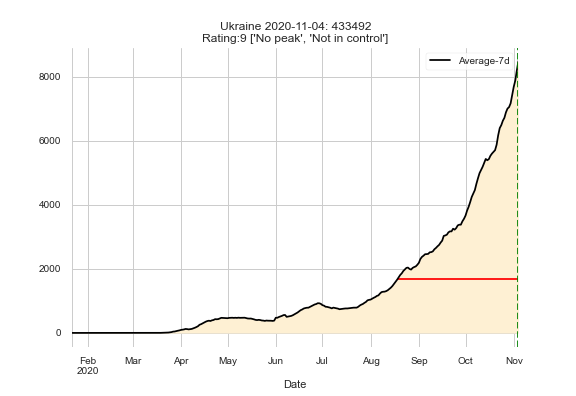 Ukraine 2020-11-04: 433492
Rating:9 ['No peak', 'Not in control']
Average-7d
8000
6000
4000
2000
0
Feb Mar Apr May Jun Jul Aug Sep Oct Nov
2020
Date